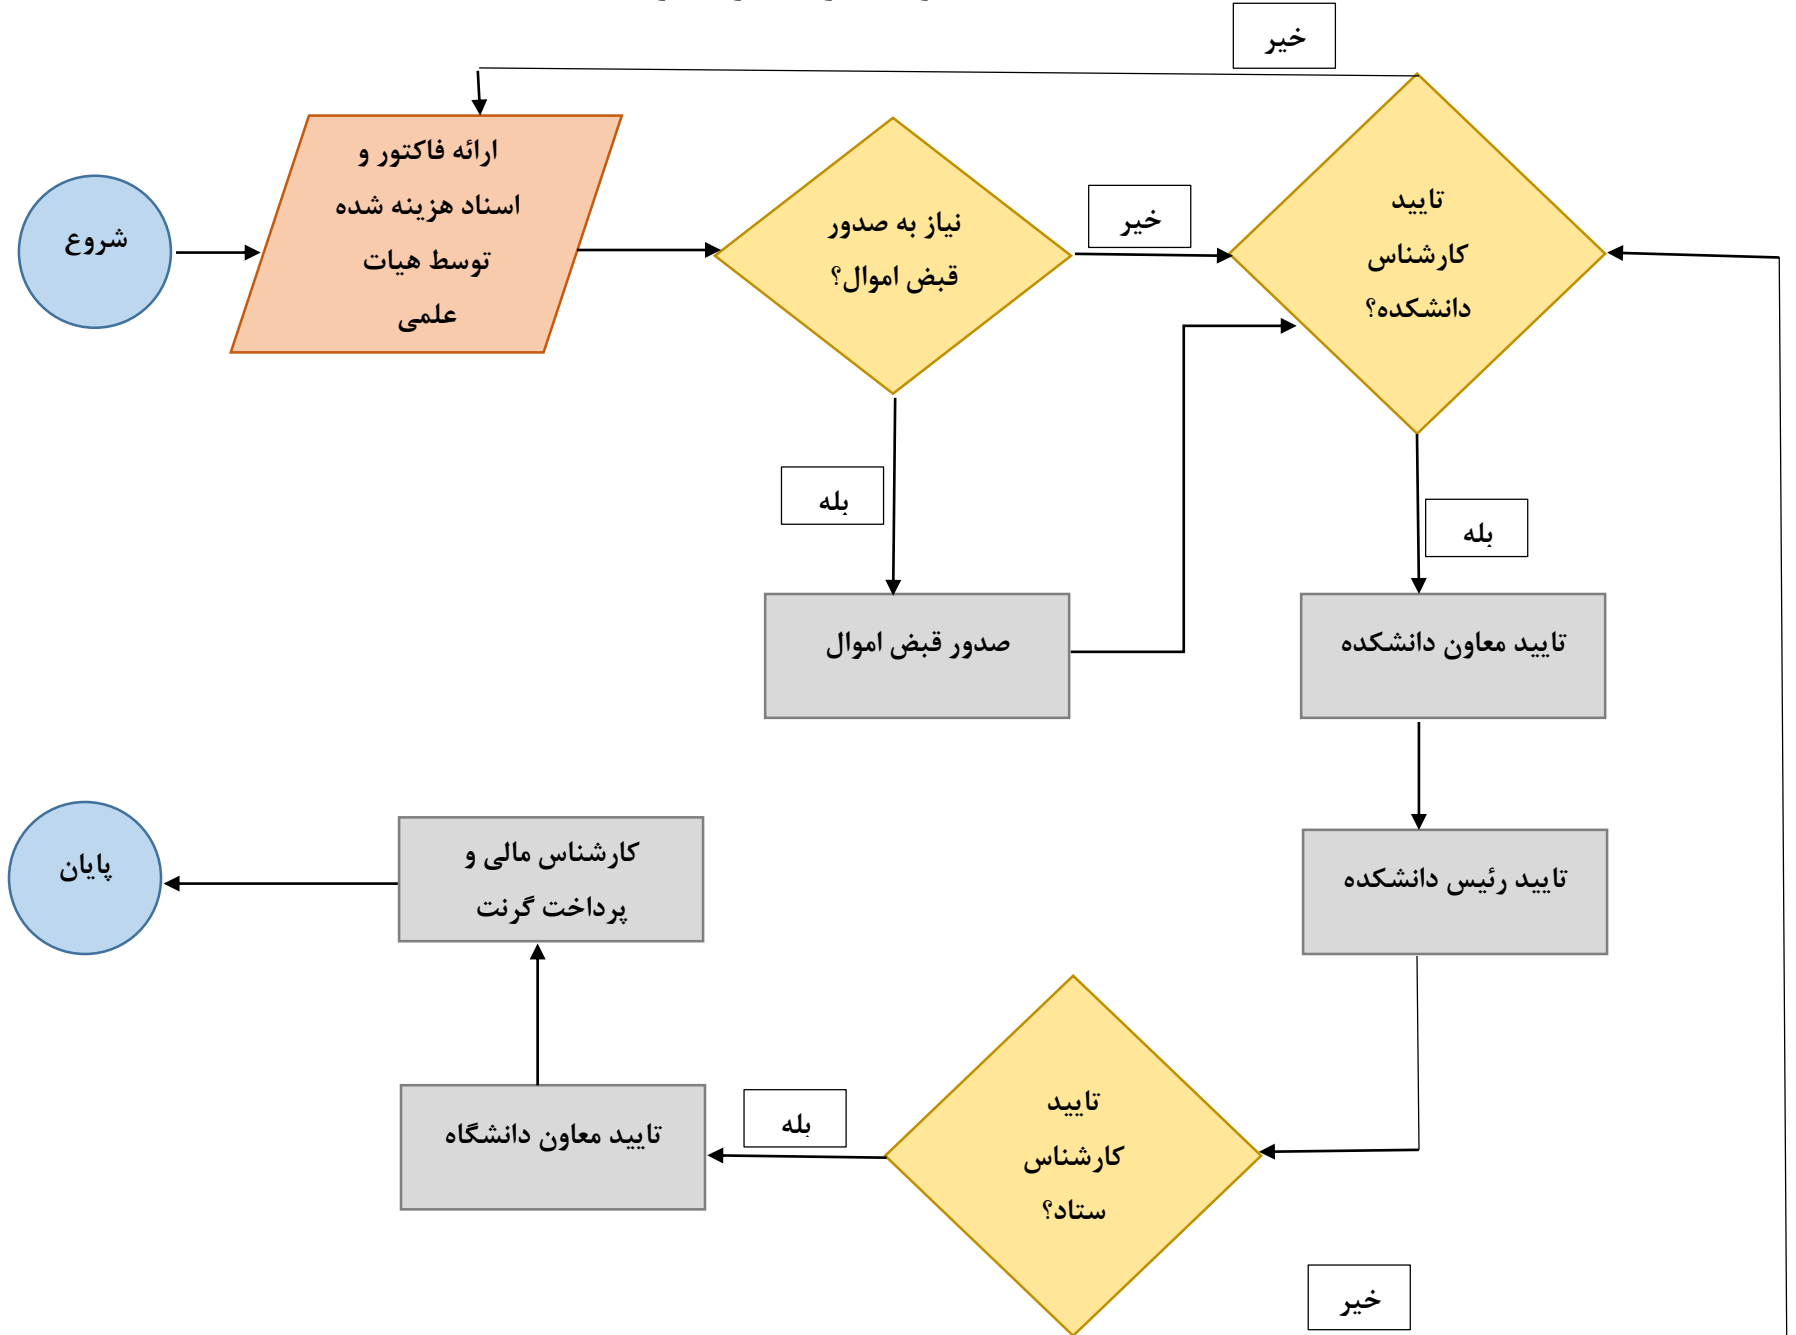 خیر
شروع
ارائه فاکتور و
اسناد هزینه شده
توسط هیات
علمی
نیاز به صدور
قبض اموال؟
خیر
تایید
کارشناس
دانشکده؟
بله
بله
صدور قبض اموال
تایید معاون دانشکده
تایید رئیس دانشکده
کارشناس مالی و
پرداخت گرنت
پایان
تایید
کارشناس
ستاد؟
بله
تایید معاون دانشگاه
خیر